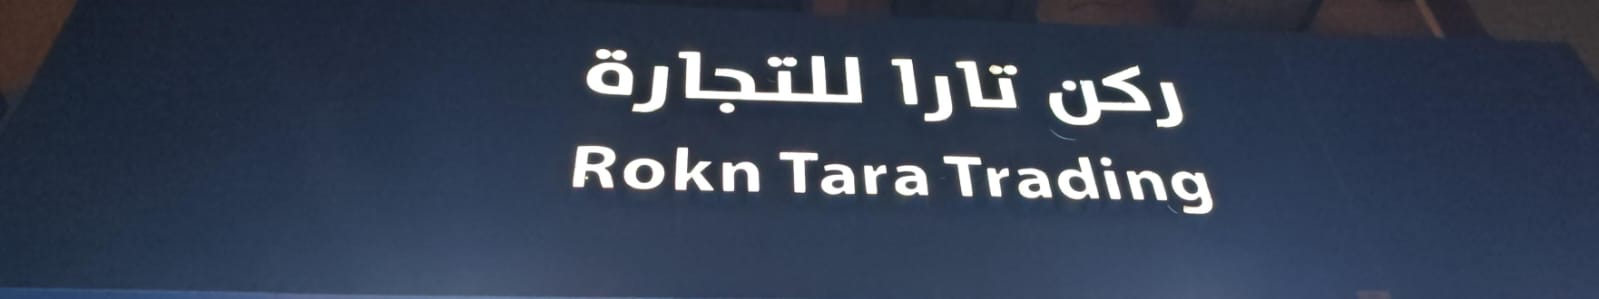 ركن تارا للتجارة
Rokn Tara Trading